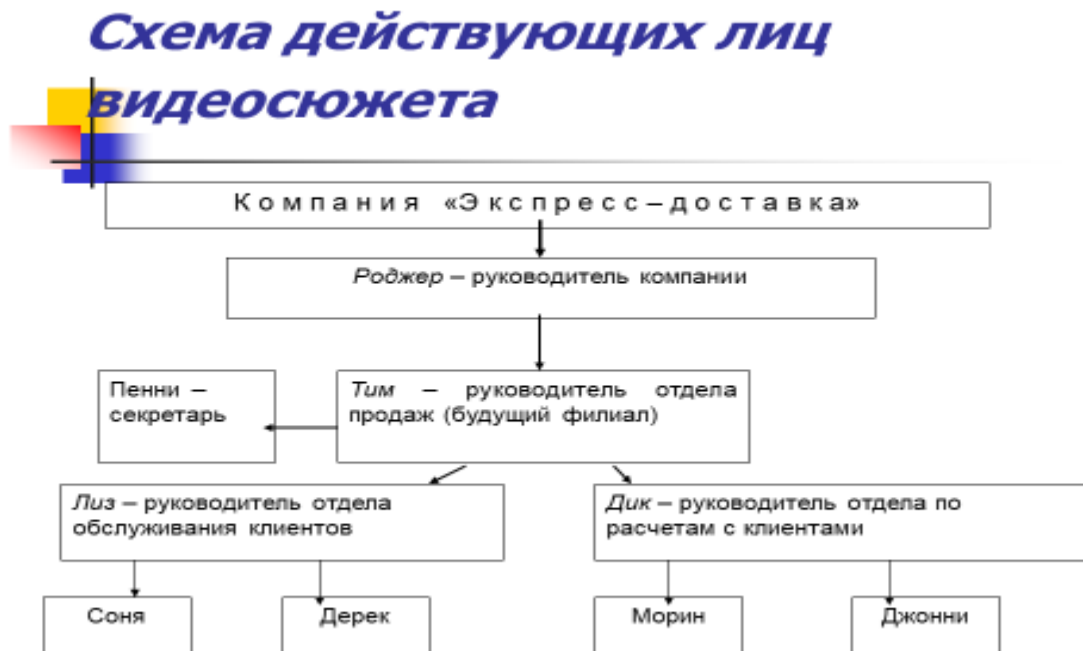 Схема действующих лиц
видеосюжета
Компания «Экспресс–доставка»
Роджер – руководитель компании
Пенни –
секретарь
Тим – руководитель отдела
продаж (будущий филиал)
Лиз – руководитель отдела
обслуживания клиентов
Дик – руководитель отдела по
расчетам с клиентами
Соня
Дерек
Морин
Джонни